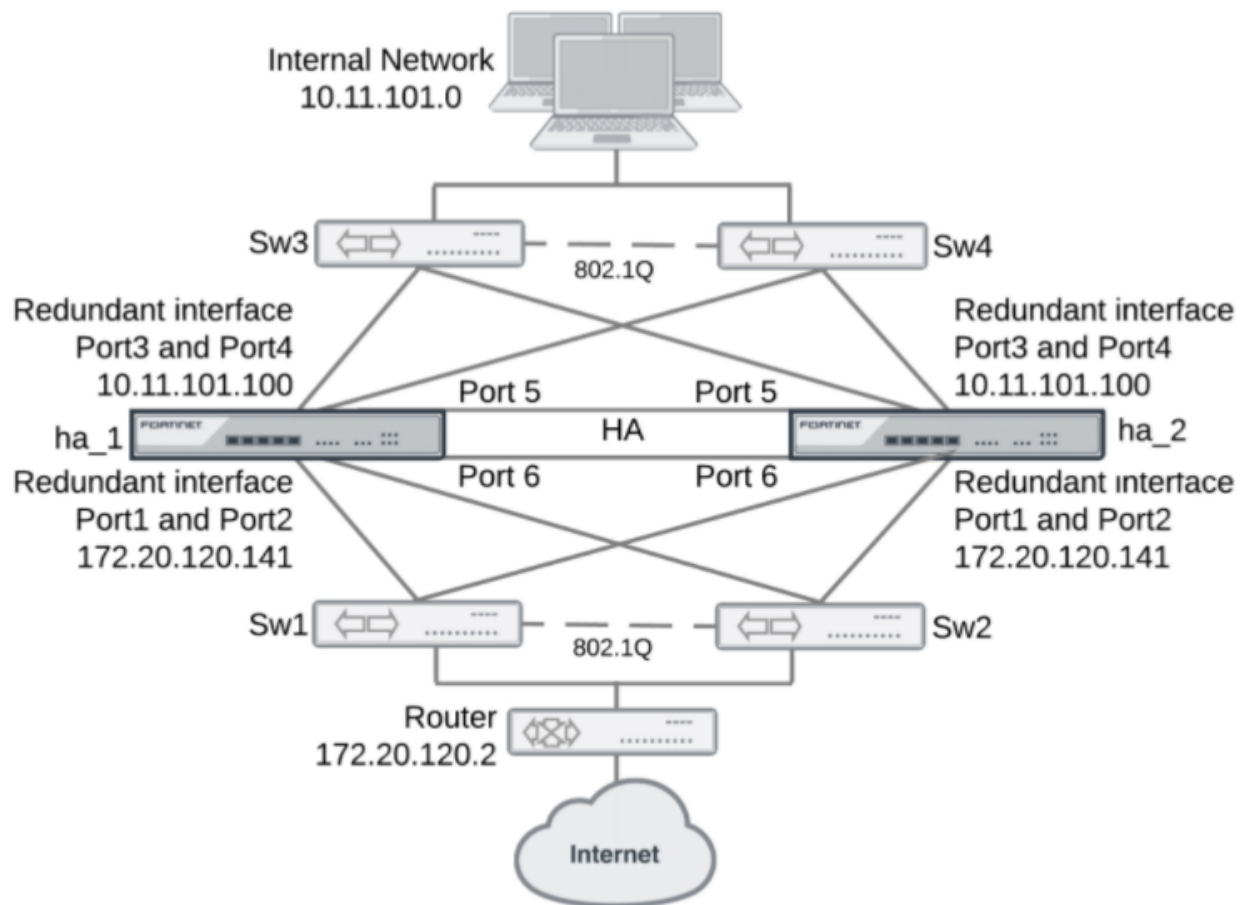 Internal Network
10.11.101.0
Sw3
Sw4
802.1Q
Redundant interface
Port3 and Port4
10.11.101.100
Redundant interface
Port3 and Port4
10.11.101.100
Port 5
Port 5
FORTINET
HA
FORTINET
ha_1
ha_2
Port 6
Port 6
Redundant interface
Port1 and Port2
172.20.120.141
Redundant interface
Port1 and Port2
172.20.120.141
Sw1
Sw2
802.1Q
Router
172.20.120.2
Internet